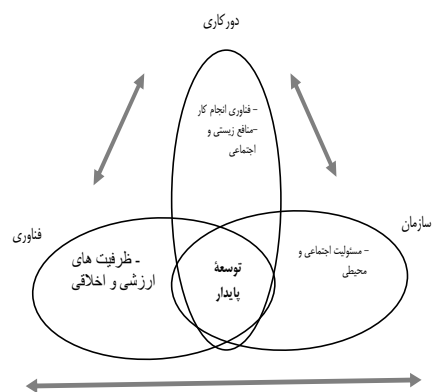 دورکاری
- فناوری انجام کار
-منافع زیستی و
اجتماعی
سازمان
فناوری
- مسئولیت اجتماعی و
محیطی
- ظرفیت های
ارزشی و اخلاقی
توسعۀ
پایدار